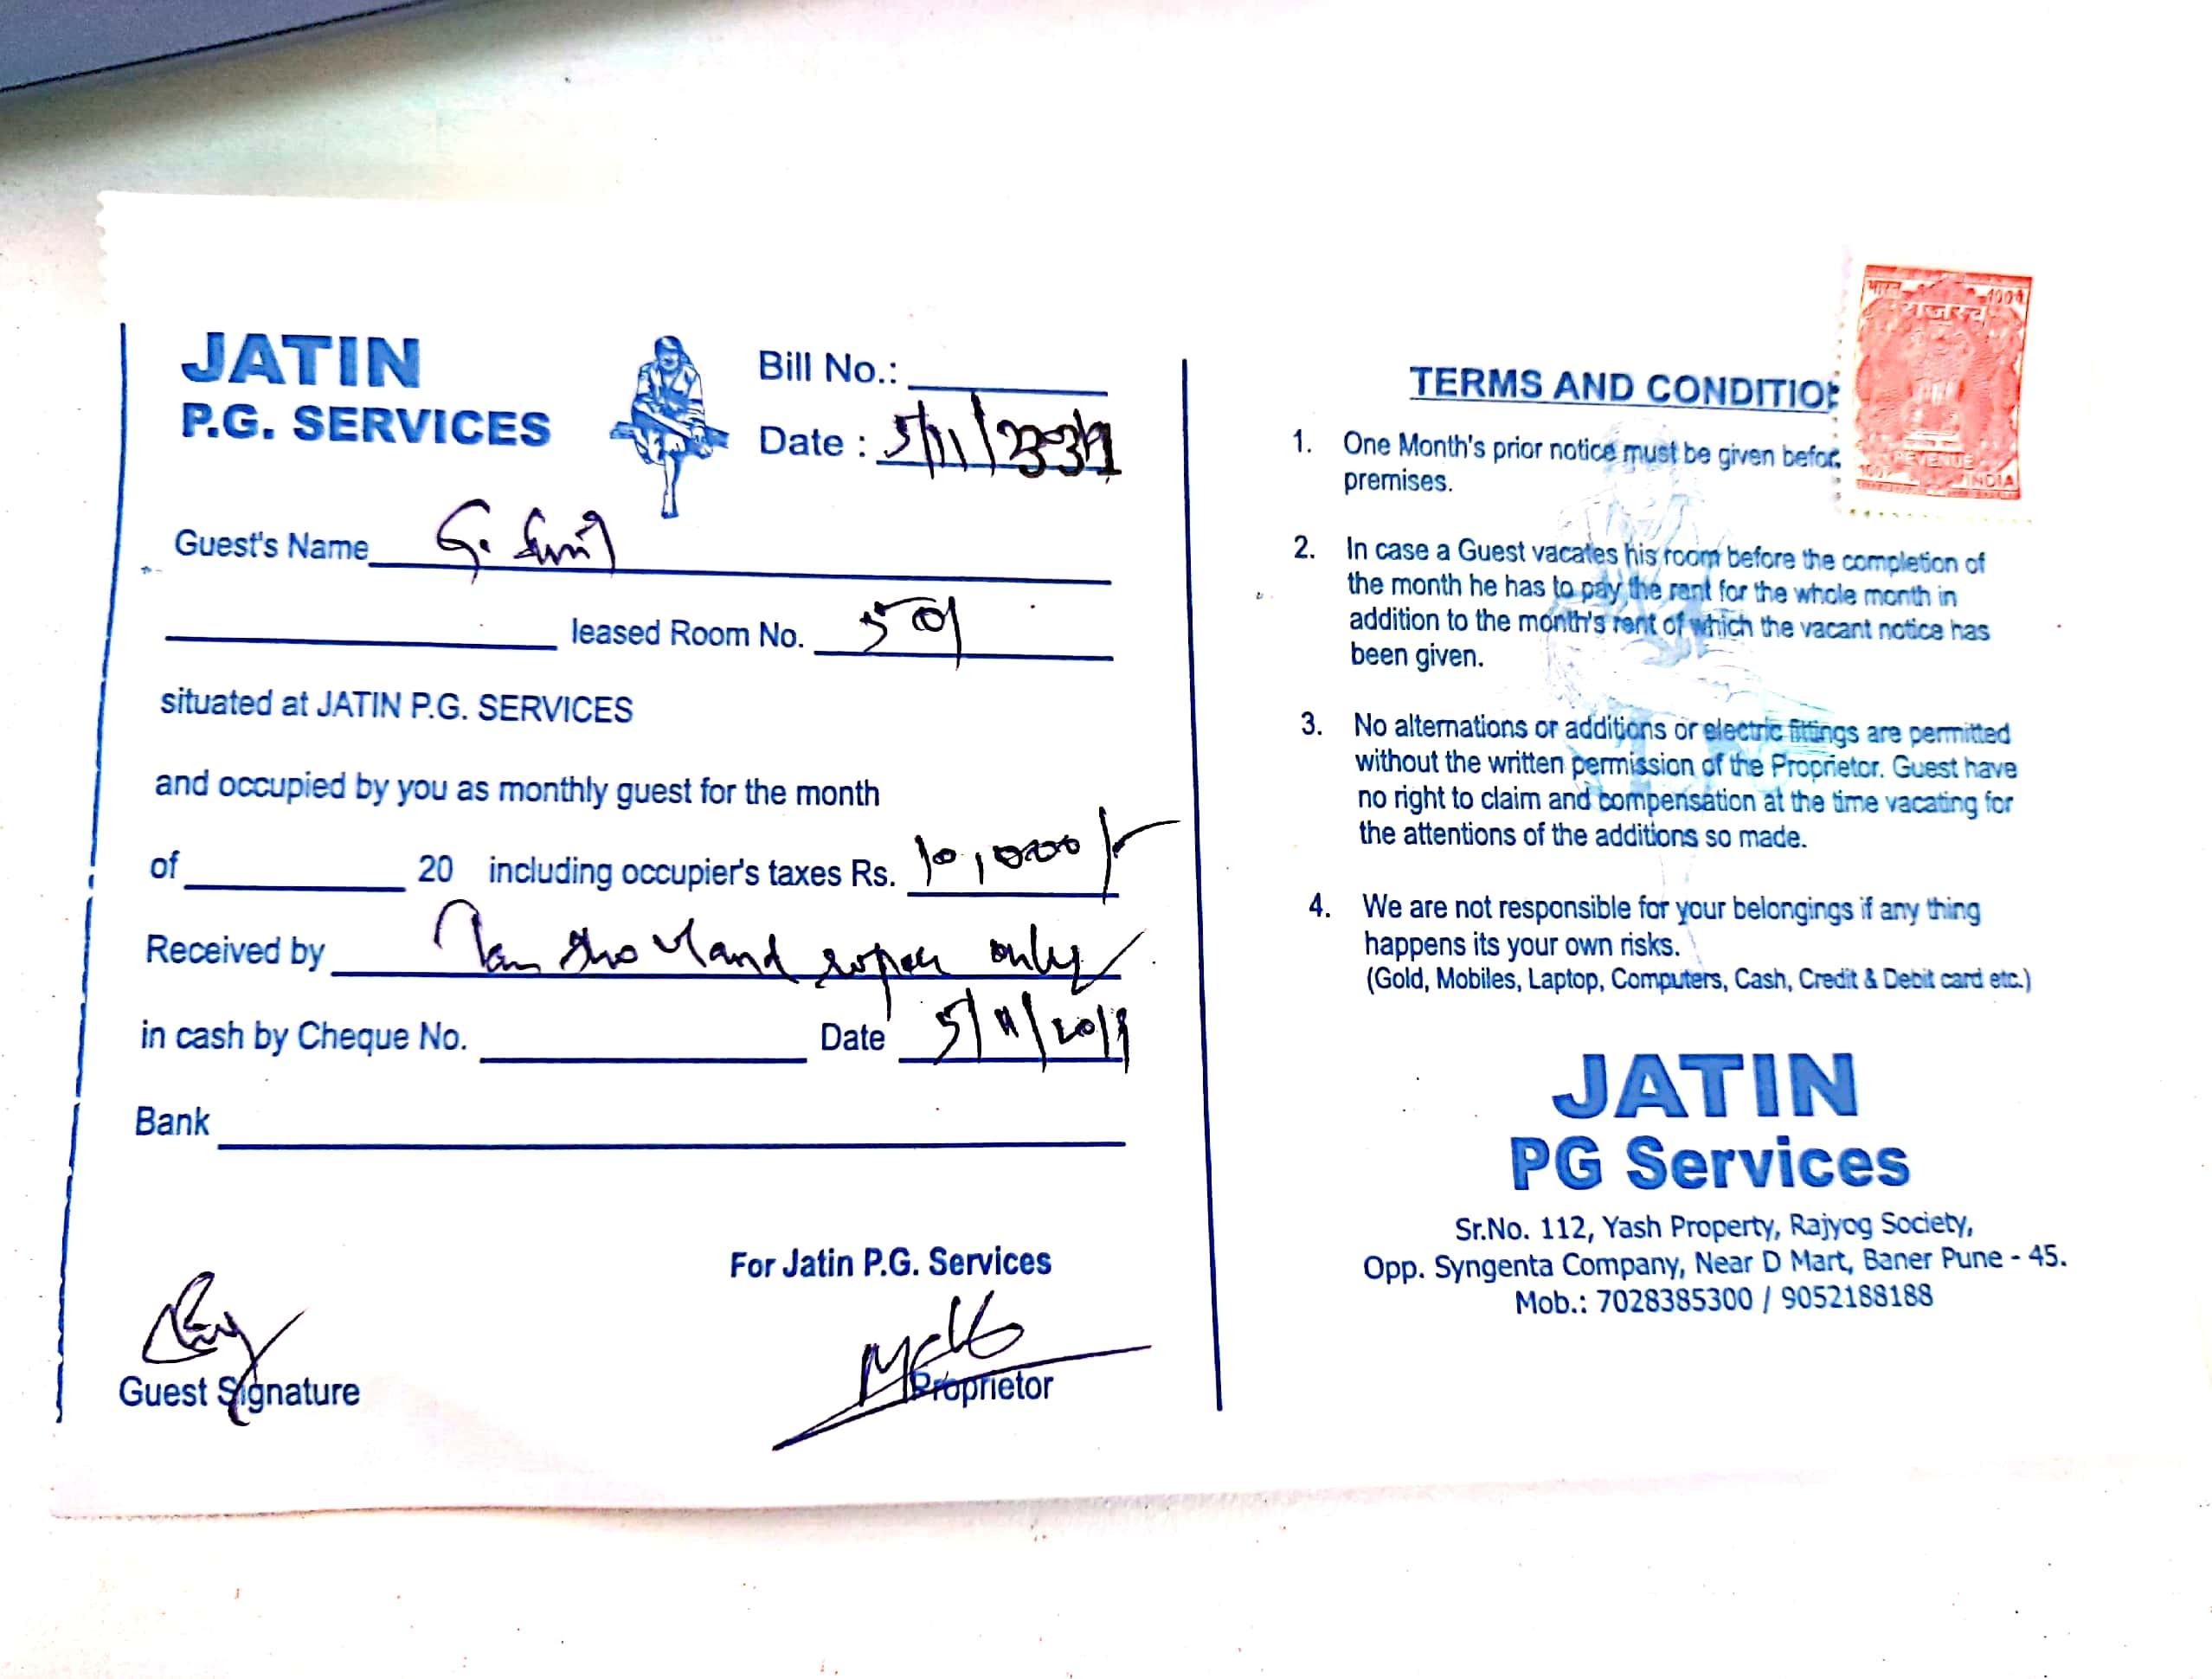 JATIN
P.G. SERVICES
Bill No.:
Date : 5/11/
Guest's Name G.
leased Room No. 501
situated at JATIN P.G. SERVICES
and occupied by you as monthly guest for the month
of 20 including occupier's taxes Rs. 10,000/-
Received by Ten thousand rupees only
in cash by Cheque No. Date 5/11/2019
Bank
For Jatin P.G. Services
Guest Signature
Proprietor
TERMS AND CONDITIO
1. One Month's prior notice must be given before
premises.
2. In case a Guest vacates his room before the completion of
the month he has to pay the rent for the whole month in
addition to the month's rent of which the vacant notice has
been given.
3. No alternations or additions or electric fittings are permitted
without the written permission of the Proprietor. Guest have
no right to claim and compensation at the time vacating for
the attentions of the additions so made.
4. We are not responsible for your belongings if any thing
happens its your own risks.
(Gold, Mobiles, Laptop, Computers, Cash, Credit & Debit card etc.)
JATIN
PG Services
Sr.No. 112, Yash Property, Rajyog Society,
Opp. Syngenta Company, Near D Mart, Baner Pune - 45.
Mob.: 7028385300 / 9052188188
भारत
राजस्व
REVENUE
INDIA